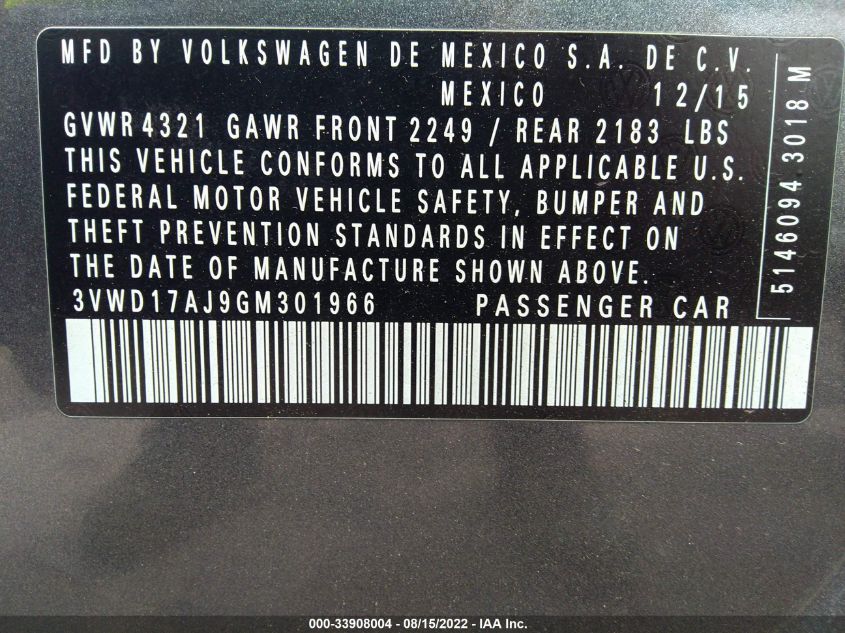 MFD BY VOLKSWAGEN DE MEXICO S.A. DE C.V.
MEXICO 12/15
GVWR 4321 GAWR FRONT 2249 / REAR 2183 LBS
THIS VEHICLE CONFORMS TO ALL APPLICABLE U.S.
FEDERAL MOTOR VEHICLE SAFETY, BUMPER AND
THEFT PREVENTION STANDARDS IN EFFECT ON
THE DATE OF MANUFACTURE SHOWN ABOVE.
3VWD17AJ9GM301966 PASSENGER CAR
5146094.3018 M
000-33908004 - 08/15/2022 - IAA Inc.